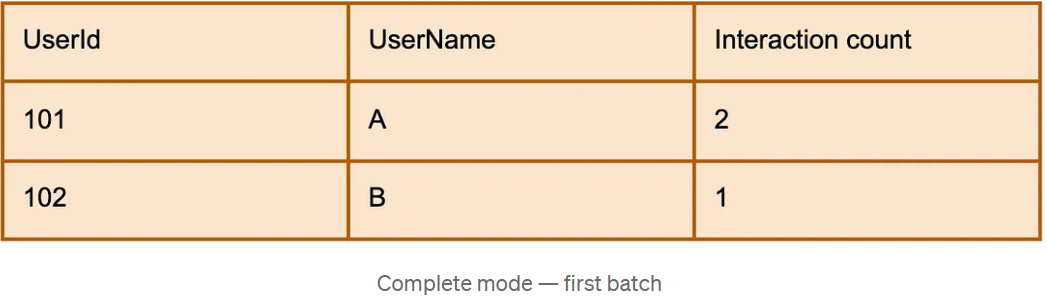 UserId UserName Interaction count
101 A 2
102 B 1
Complete mode — first batch